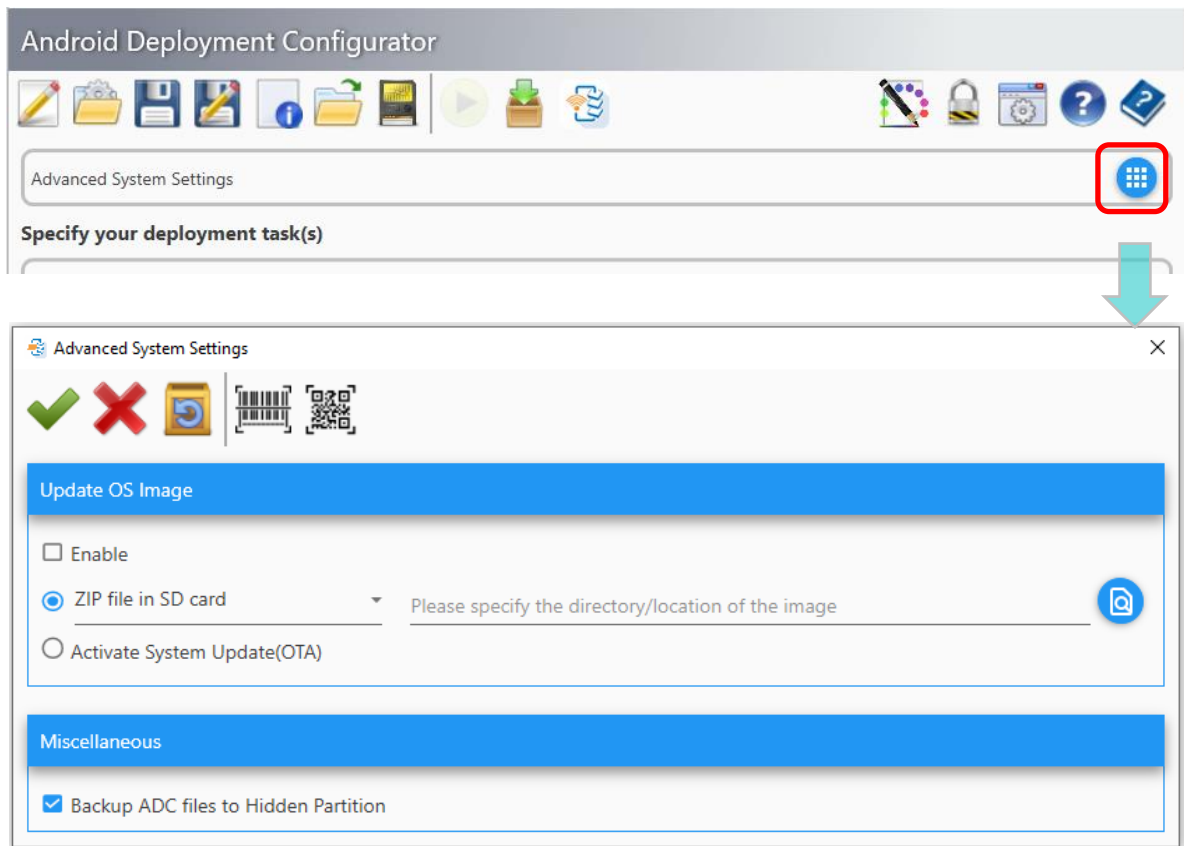 Android Deployment Configurator
Advanced System Settings
Specify your deployment task(s)
Advanced System Settings
Update OS Image
Enable
ZIP file in SD card
Please specify the directory/location of the image
Activate System Update(OTA)
Miscellaneous
Backup ADC files to Hidden Partition